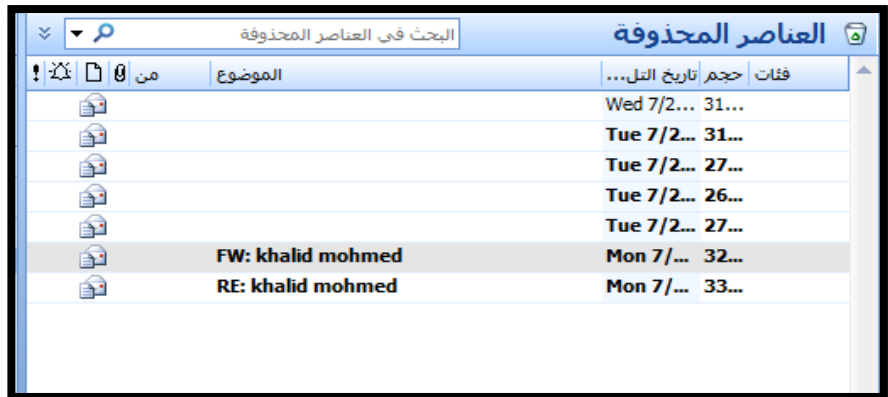 العناصر المحذوفة
البحث في العناصر المحذوفة
! من الموضوع تاريخ التل... حجم فئات
Wed 7/2... 31...
Tue 7/2... 31...
Tue 7/2... 27...
Tue 7/2... 26...
Tue 7/2... 27...
FW: khalid mohmed Mon 7/... 32...
RE: khalid mohmed Mon 7/... 33...